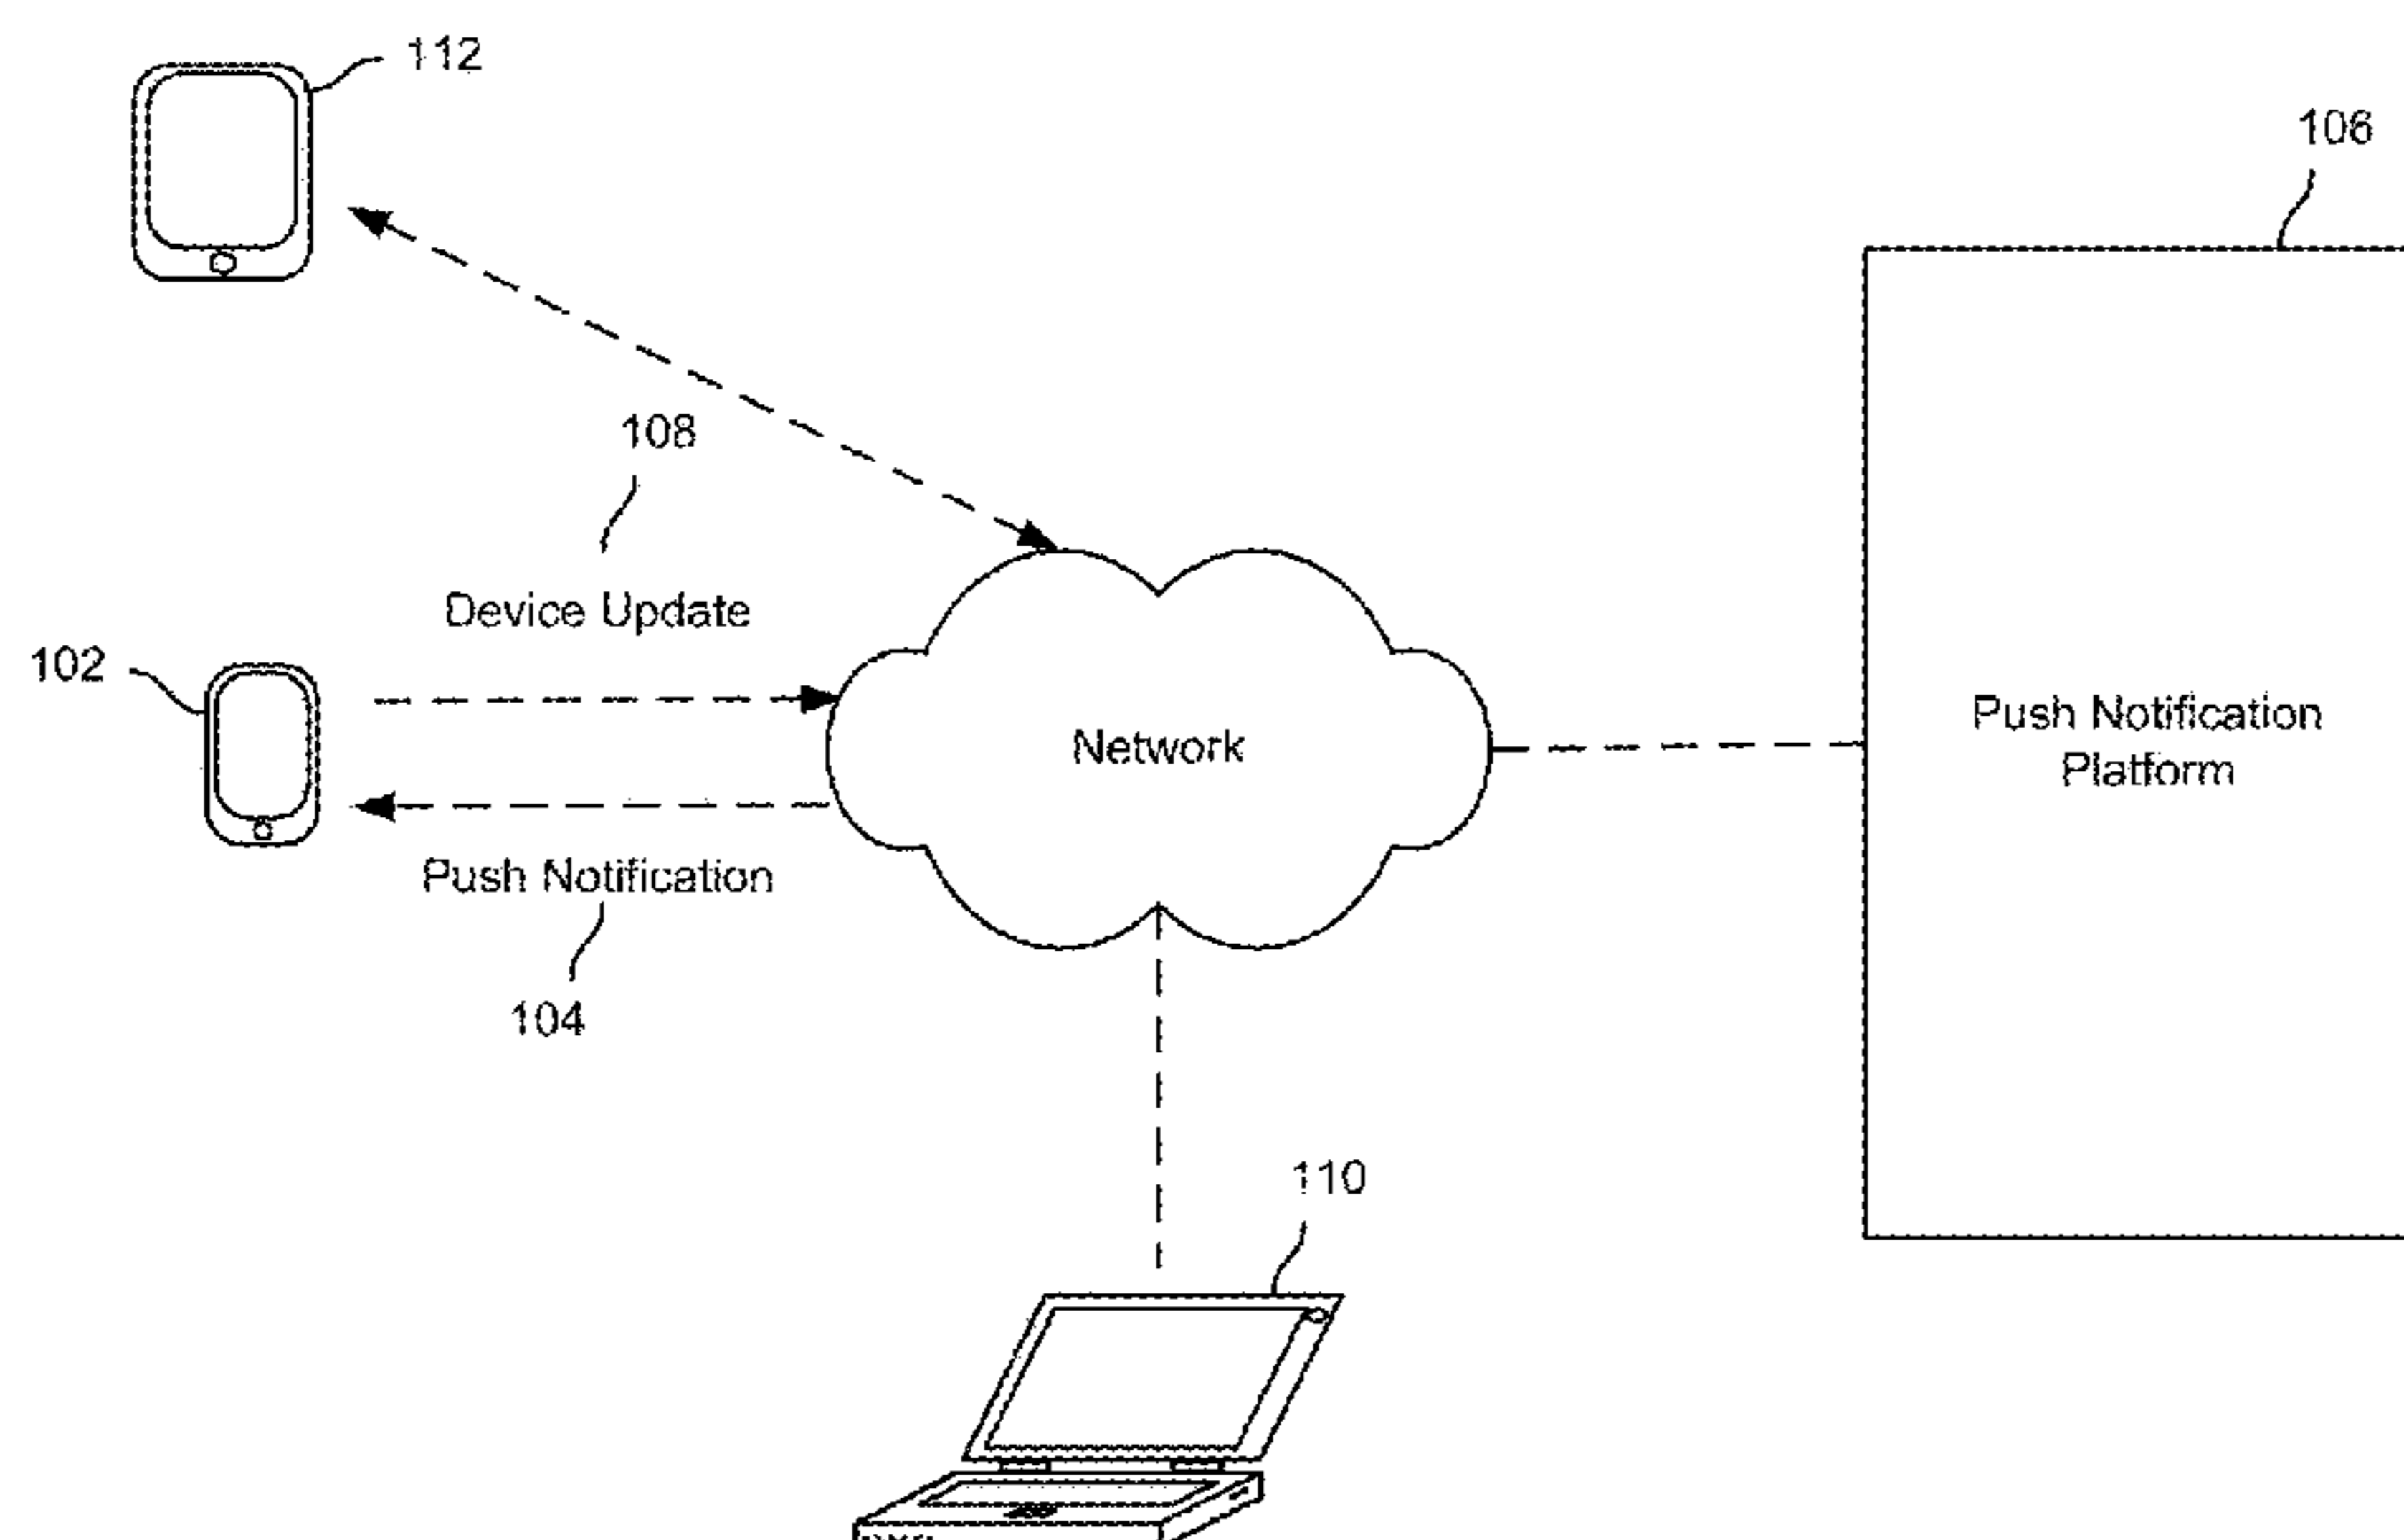 112
106
108
Device Update
102
Push Notification
Platform
Network
Push Notification
104
110